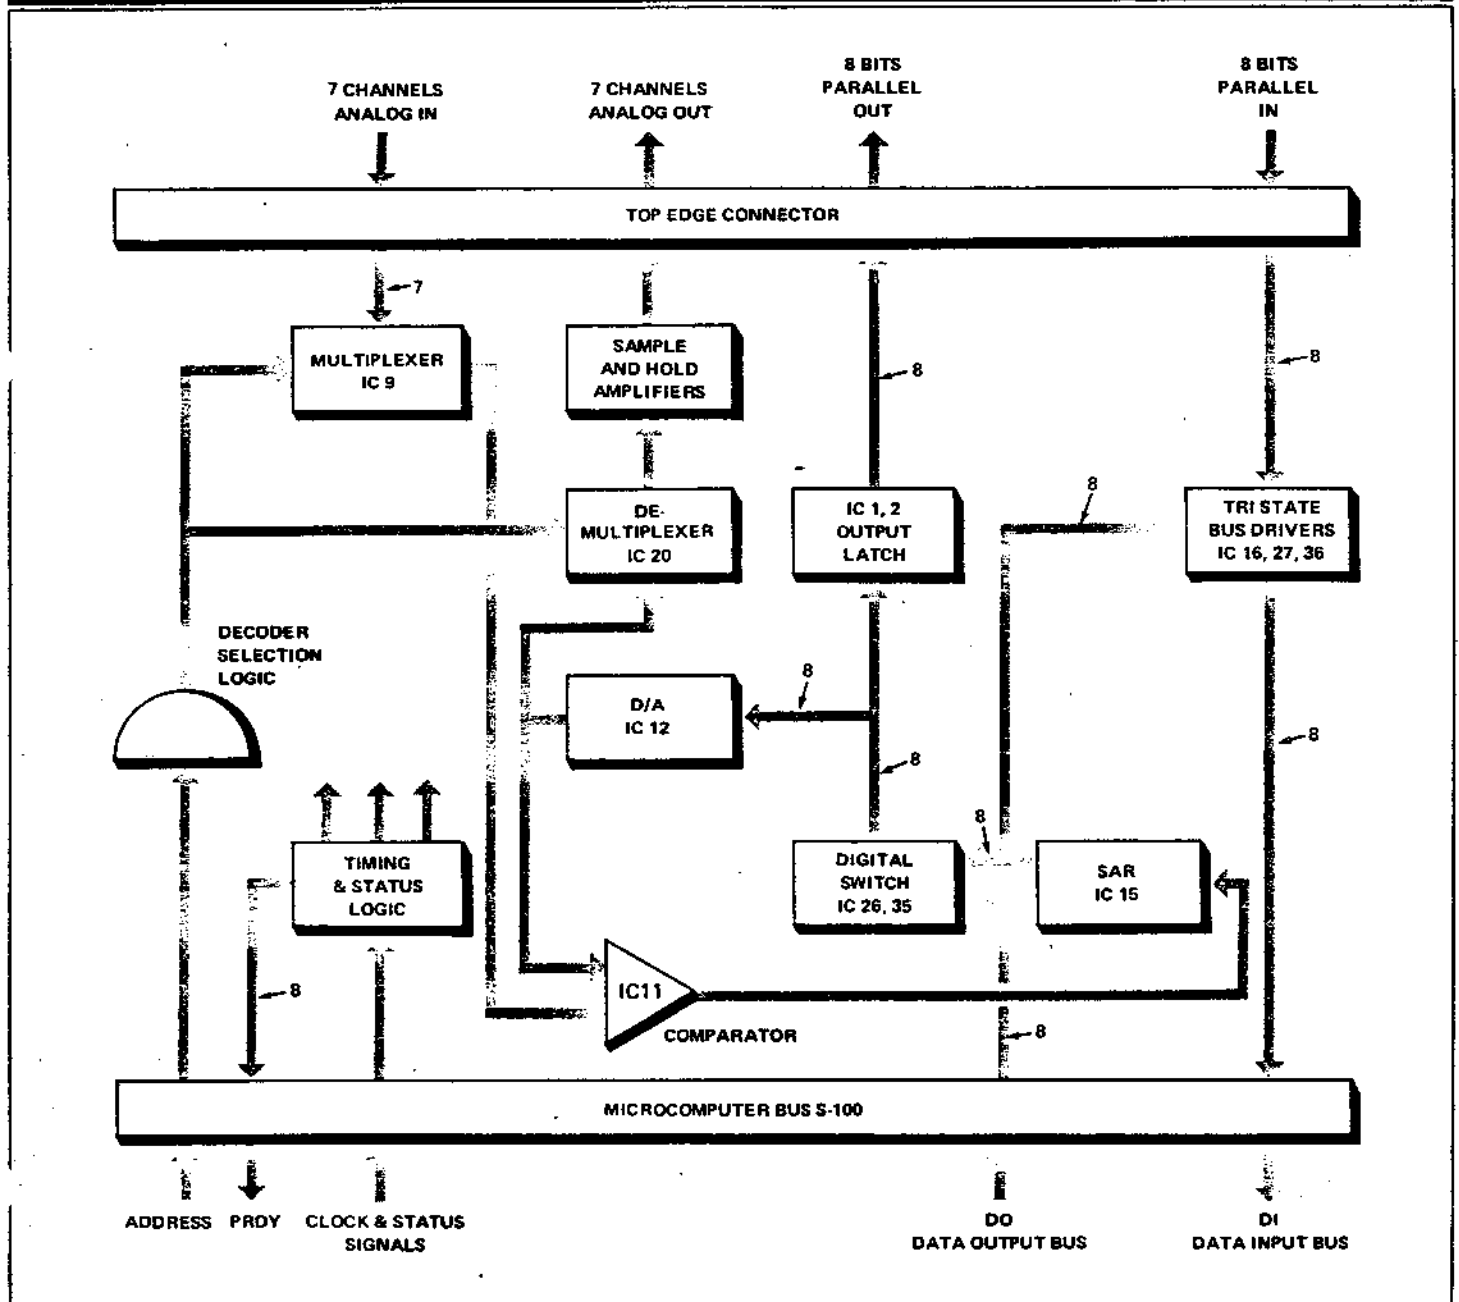 7 CHANNELS
ANALOG IN
7 CHANNELS
ANALOG OUT
8 BITS
PARALLEL
OUT
8 BITS
PARALLEL
IN
TOP EDGE CONNECTOR
7
MULTIPLEXER
IC 9
SAMPLE
AND HOLD
AMPLIFIERS
8
8
DE-
MULTIPLEXER
IC 20
IC 1, 2
OUTPUT
LATCH
8
TRI STATE
BUS DRIVERS
IC 16, 27, 36
DECODER
SELECTION
LOGIC
D/A
IC 12
8
8
8
TIMING
& STATUS
LOGIC
8
DIGITAL
SWITCH
IC 26, 35
8
SAR
IC 15
IC11
COMPARATOR
8
MICROCOMPUTER BUS S-100
ADDRESS
PRDY
CLOCK & STATUS
SIGNALS
DO
DATA OUTPUT BUS
DI
DATA INPUT BUS